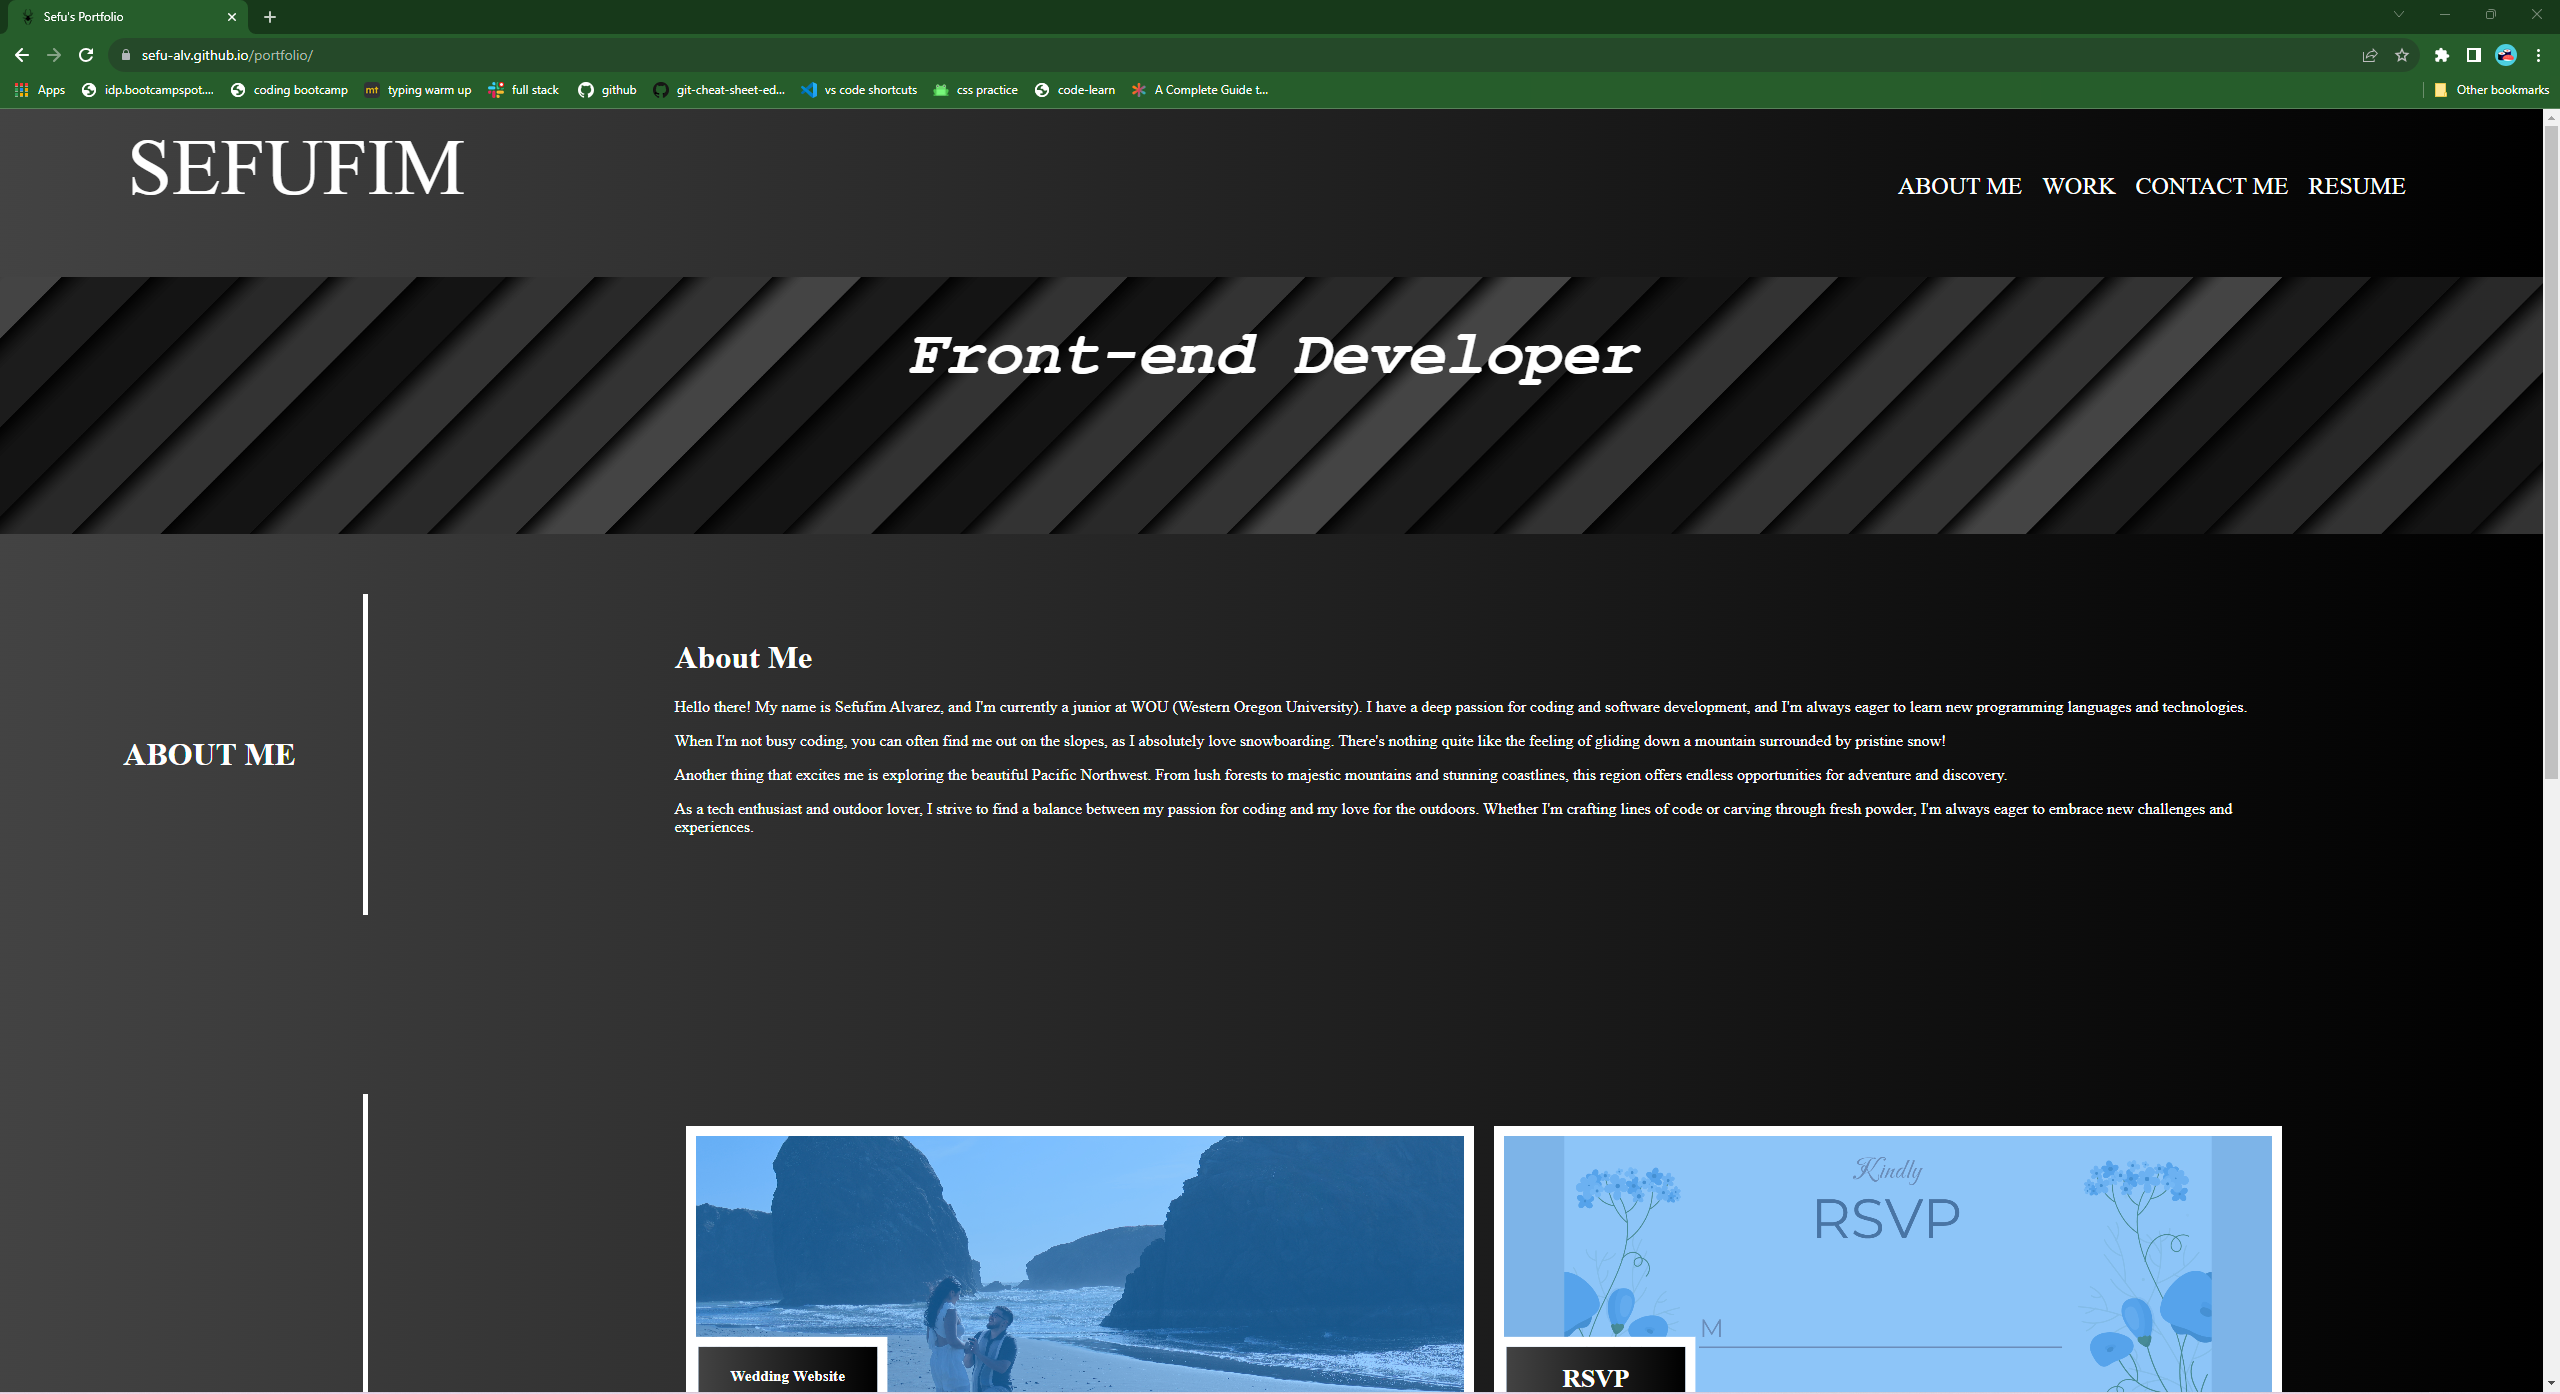 Sefu's Portfolio
sefu-alv.github.io/portfolio/
Apps idp.bootcampspot.... coding bootcamp typing warm up full stack github git-cheat-sheet-ed... vs code shortcuts css practice code-learn A Complete Guide t... Other bookmarks
SEFUFIM
ABOUT ME WORK CONTACT ME RESUME
Front-end Developer
ABOUT ME
About Me
Hello there! My name is Sefufim Alvarez, and I'm currently a junior at WOU (Western Oregon University). I have a deep passion for coding and software development, and I'm always eager to learn new programming languages and technologies.
When I'm not busy coding, you can often find me out on the slopes, as I absolutely love snowboarding. There's nothing quite like the feeling of gliding down a mountain surrounded by pristine snow!
Another thing that excites me is exploring the beautiful Pacific Northwest. From lush forests to majestic mountains and stunning coastlines, this region offers endless opportunities for adventure and discovery.
As a tech enthusiast and outdoor lover, I strive to find a balance between my passion for coding and my love for the outdoors. Whether I'm crafting lines of code or carving through fresh powder, I'm always eager to embrace new challenges and
experiences.
Wedding Website
Kindly
RSVP
M
RSVP